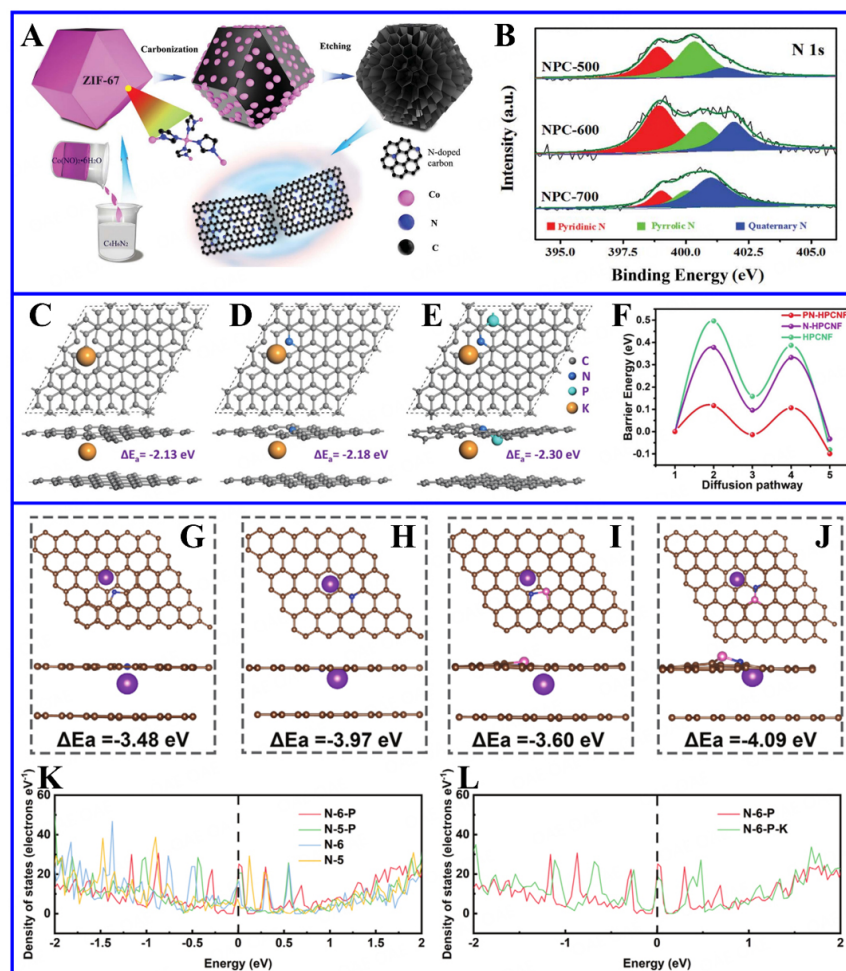 A
Carbonization
Etching
ZIF-67
Co(NO)₂•6H₂O
C₄H₆N₂
N-doped
carbon
Co
N
C
B
N 1s
NPC-500
NPC-600
NPC-700
Intensity (a.u.)
Pyridinic N
Pyrrolic N
Quaternary N
395.0
397.5
400.0
402.5
405.0
Binding Energy (eV)
C
ΔEₐ= -2.13 eV
D
ΔEₐ= -2.18 eV
E
C
N
P
K
ΔEₐ= -2.30 eV
F
PN-HPCNF
N-HPCNF
HPCNF
Barrier Energy (eV)
0.5
0.4
0.3
0.2
0.1
0.0
-0.1
1
2
3
4
5
Diffusion pathway
G
ΔEa =-3.48 eV
H
ΔEa =-3.97 eV
I
ΔEa =-3.60 eV
J
ΔEa =-4.09 eV
K
Density of states (electrons eV⁻¹)
60
40
20
0
N-6-P
N-5-P
N-6
N-5
-2
-1.5
-1
-0.5
0
0.5
1
1.5
2
Energy (eV)
L
Density of states (electrons eV⁻¹)
60
40
20
0
N-6-P
N-6-P-K
-2
-1
0
1
2
Energy (eV)